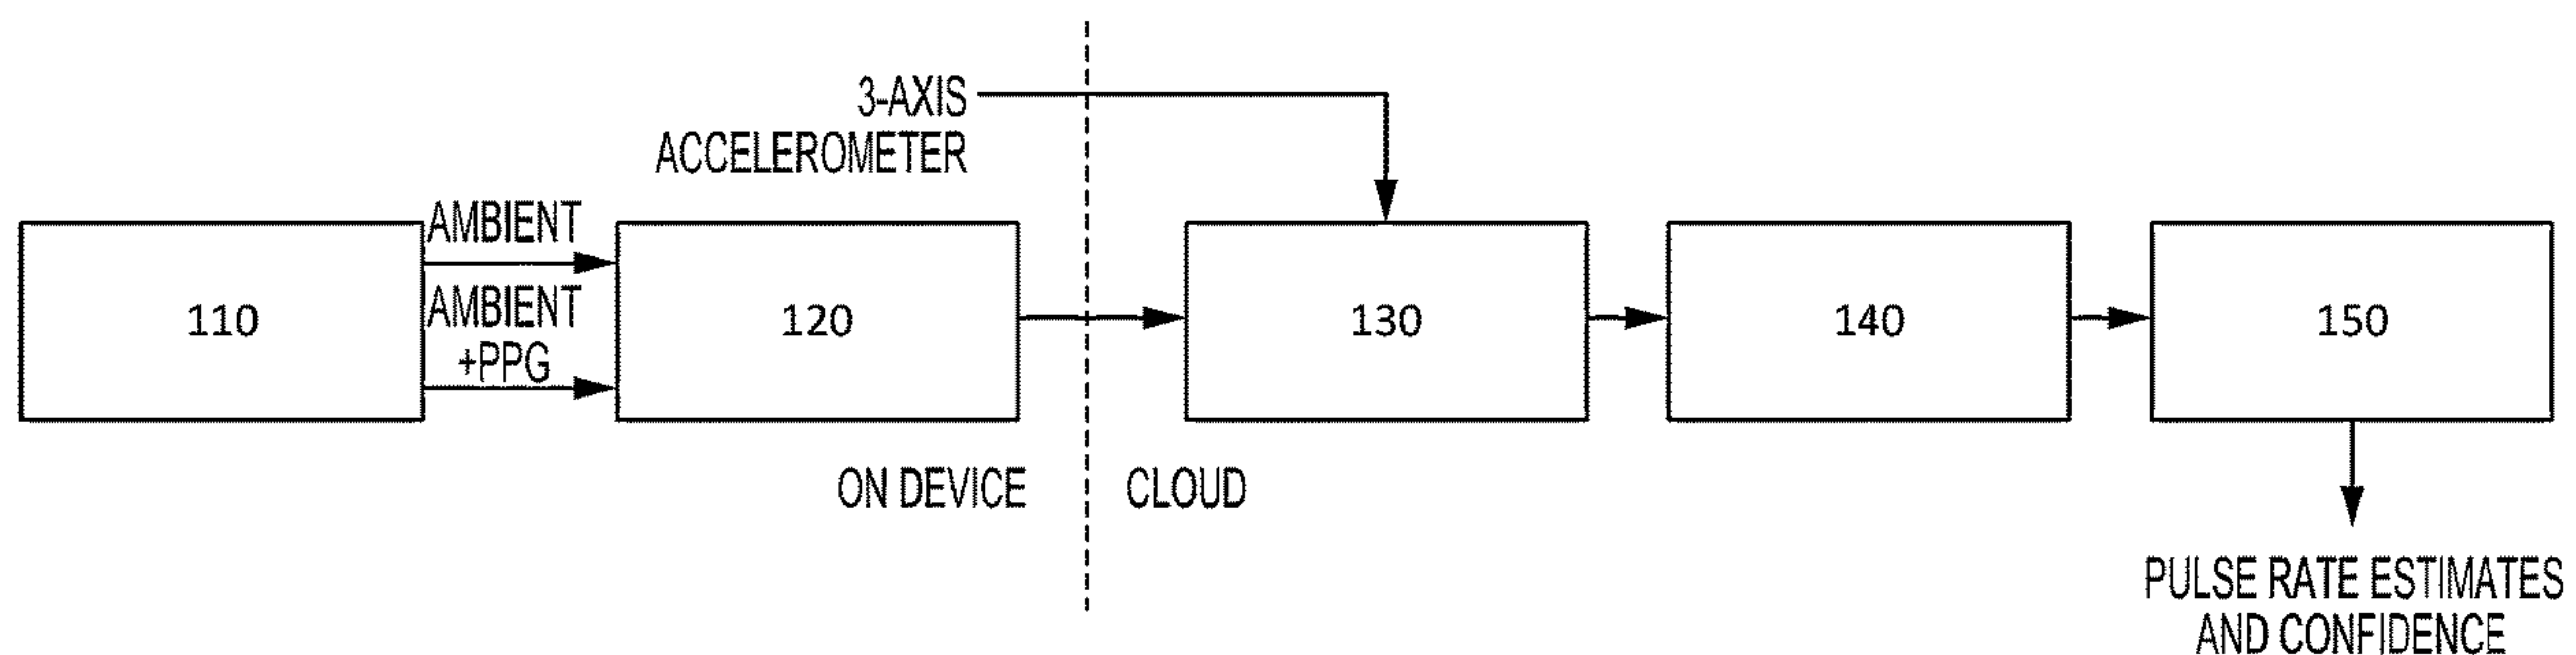 3-AXIS
ACCELEROMETER
AMBIENT
AMBIENT
+PPG
110
120
130
140
150
ON DEVICE
CLOUD
PULSE RATE ESTIMATES
AND CONFIDENCE